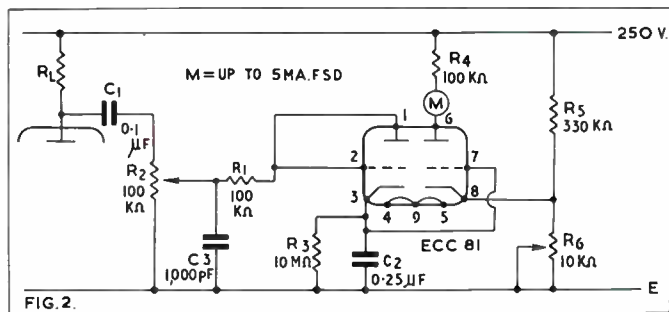 250 V.
R4
100 KΩ
RL
M = UP TO 5MA. FSD
C1
0·1
µF
M
R5
330 KΩ
1
6
R2
100
KΩ
R1
100
KΩ
2
7
3
8
4
9
5
C3
1,000pF
R3
10 MΩ
ECC 81
C2
0·25µF
R6
10 KΩ
FIG. 2.
E